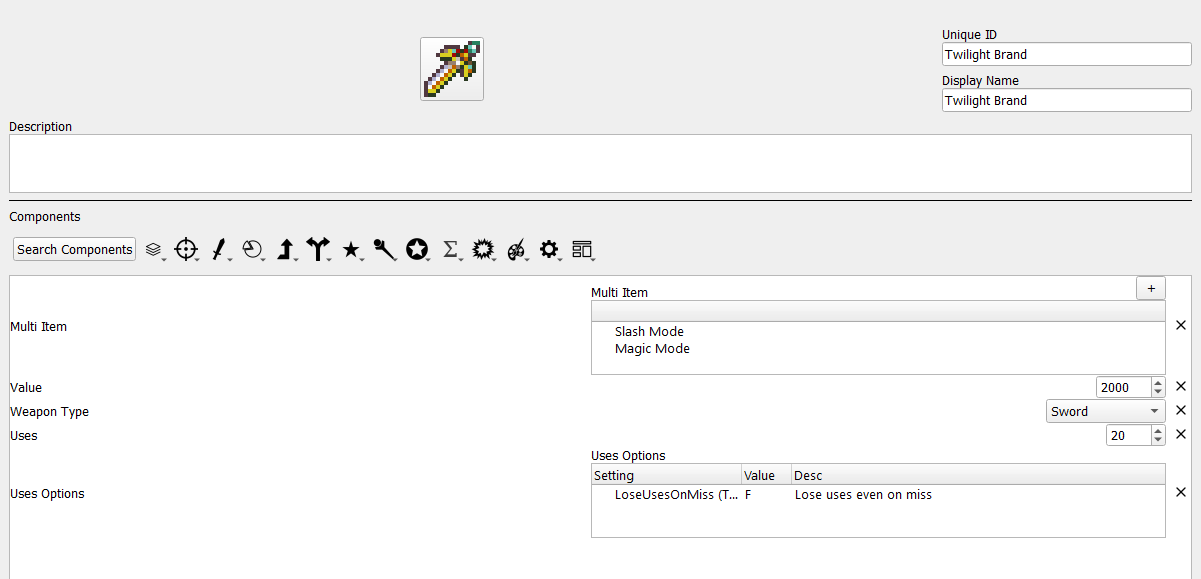 Unique ID
Twilight Brand
Display Name
Twilight Brand
Description
Components
Search Components
Σ
Multi Item
+
Multi Item
Slash Mode
Magic Mode
Value
2000
Weapon Type
Sword
Uses
20
Uses Options
Uses Options
Setting Value Desc
LoseUsesOnMiss (T... F Lose uses even on miss